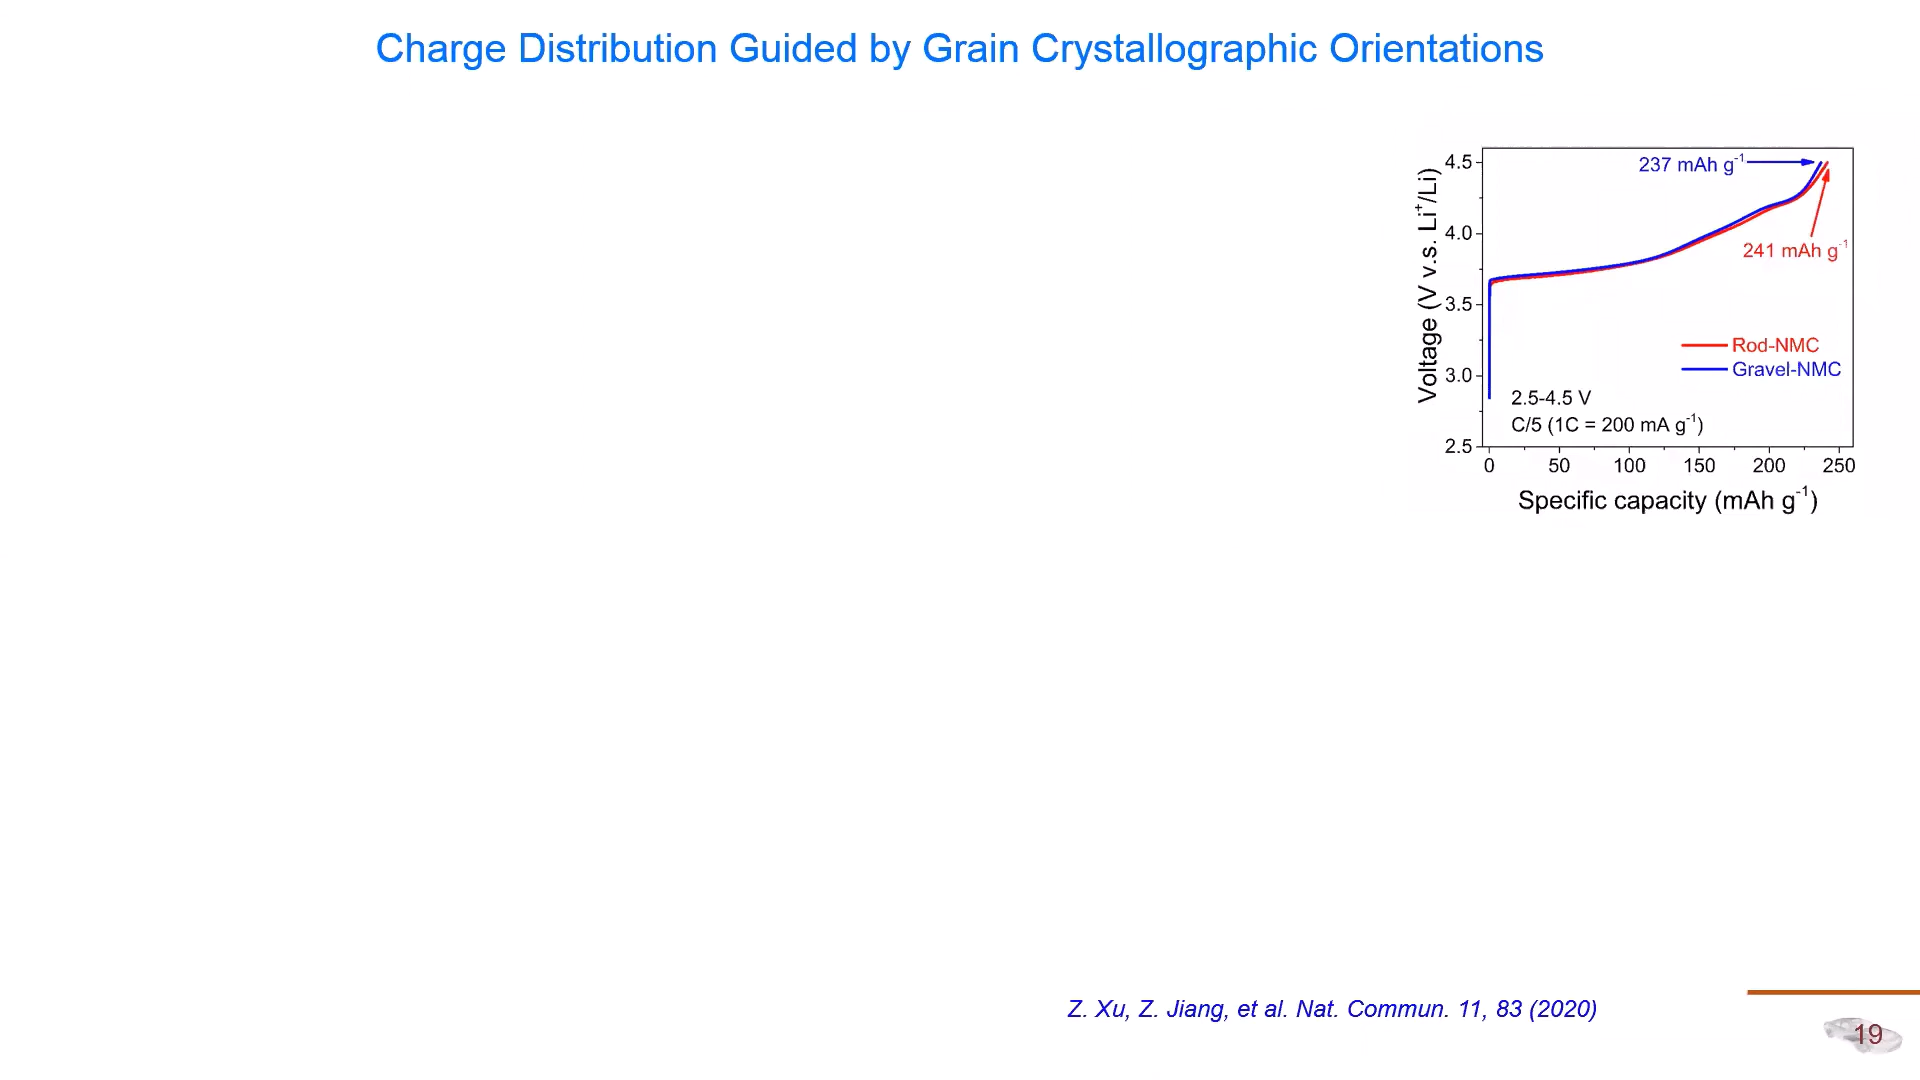 Charge Distribution Guided by Grain Crystallographic Orientations
4.5
237 mAh g⁻¹
4.0
241 mAh g⁻¹
3.5
Rod-NMC
Gravel-NMC
3.0
2.5-4.5 V
C/5 (1C = 200 mA g⁻¹)
2.5
0 50 100 150 200 250
Voltage (V v.s. Li⁺/Li)
Specific capacity (mAh g⁻¹)
Z. Xu, Z. Jiang, et al. Nat. Commun. 11, 83 (2020)
19